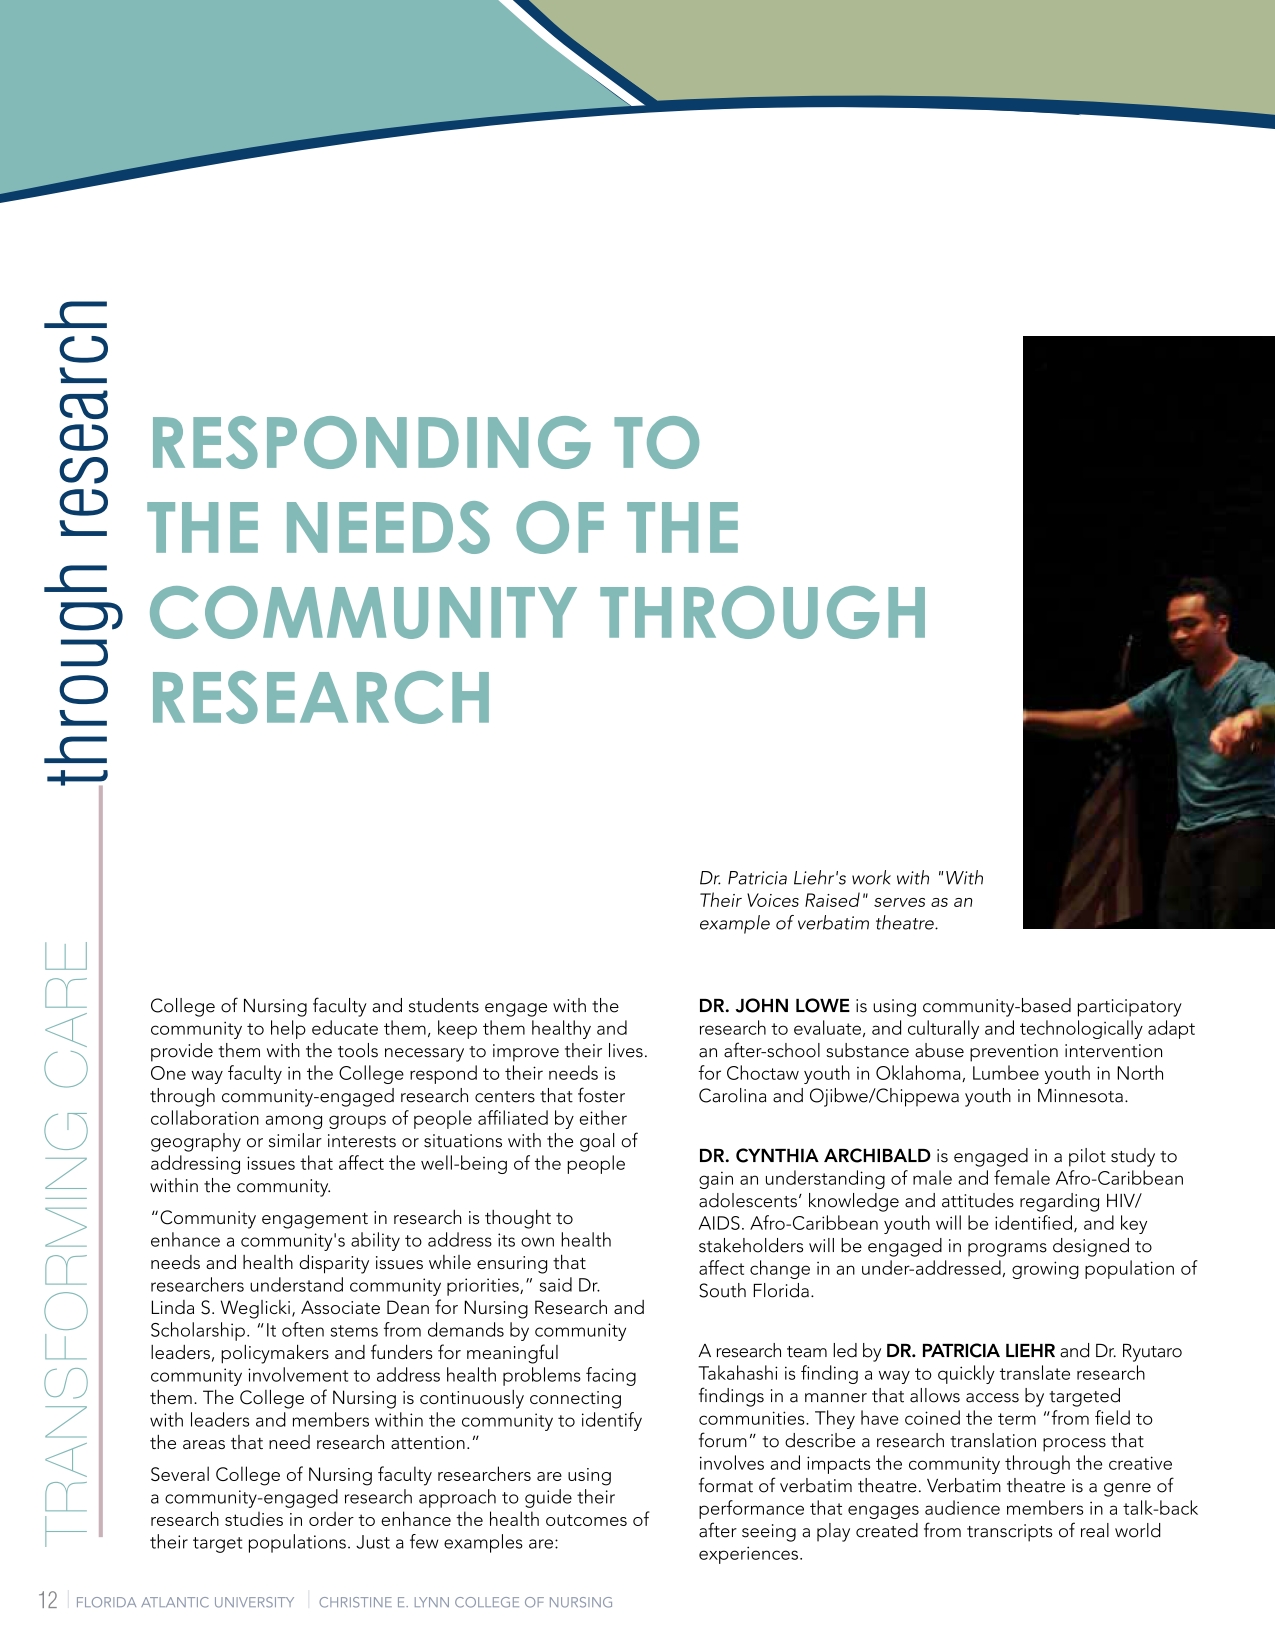 through research
TRANSFORMING CARE
RESPONDING TO
THE NEEDS OF THE
COMMUNITY THROUGH
RESEARCH
Dr. Patricia Liehr's work with "With
Their Voices Raised" serves as an
example of verbatim theatre.
College of Nursing faculty and students engage with the
community to help educate them, keep them healthy and
provide them with the tools necessary to improve their lives.
One way faculty in the College respond to their needs is
through community-engaged research centers that foster
collaboration among groups of people affiliated by either
geography or similar interests or situations with the goal of
addressing issues that affect the well-being of the people
within the community.
“Community engagement in research is thought to
enhance a community's ability to address its own health
needs and health disparity issues while ensuring that
researchers understand community priorities,” said Dr.
Linda S. Weglicki, Associate Dean for Nursing Research and
Scholarship. “It often stems from demands by community
leaders, policymakers and funders for meaningful
community involvement to address health problems facing
them. The College of Nursing is continuously connecting
with leaders and members within the community to identify
the areas that need research attention.”
Several College of Nursing faculty researchers are using
a community-engaged research approach to guide their
research studies in order to enhance the health outcomes of
their target populations. Just a few examples are:
DR. JOHN LOWE is using community-based participatory
research to evaluate, and culturally and technologically adapt
an after-school substance abuse prevention intervention
for Choctaw youth in Oklahoma, Lumbee youth in North
Carolina and Ojibwe/Chippewa youth in Minnesota.
DR. CYNTHIA ARCHIBALD is engaged in a pilot study to
gain an understanding of male and female Afro-Caribbean
adolescents’ knowledge and attitudes regarding HIV/
AIDS. Afro-Caribbean youth will be identified, and key
stakeholders will be engaged in programs designed to
affect change in an under-addressed, growing population of
South Florida.
A research team led by DR. PATRICIA LIEHR and Dr. Ryutaro
Takahashi is finding a way to quickly translate research
findings in a manner that allows access by targeted
communities. They have coined the term “from field to
forum” to describe a research translation process that
involves and impacts the community through the creative
format of verbatim theatre. Verbatim theatre is a genre of
performance that engages audience members in a talk-back
after seeing a play created from transcripts of real world
experiences.
12 | FLORIDA ATLANTIC UNIVERSITY | CHRISTINE E. LYNN COLLEGE OF NURSING